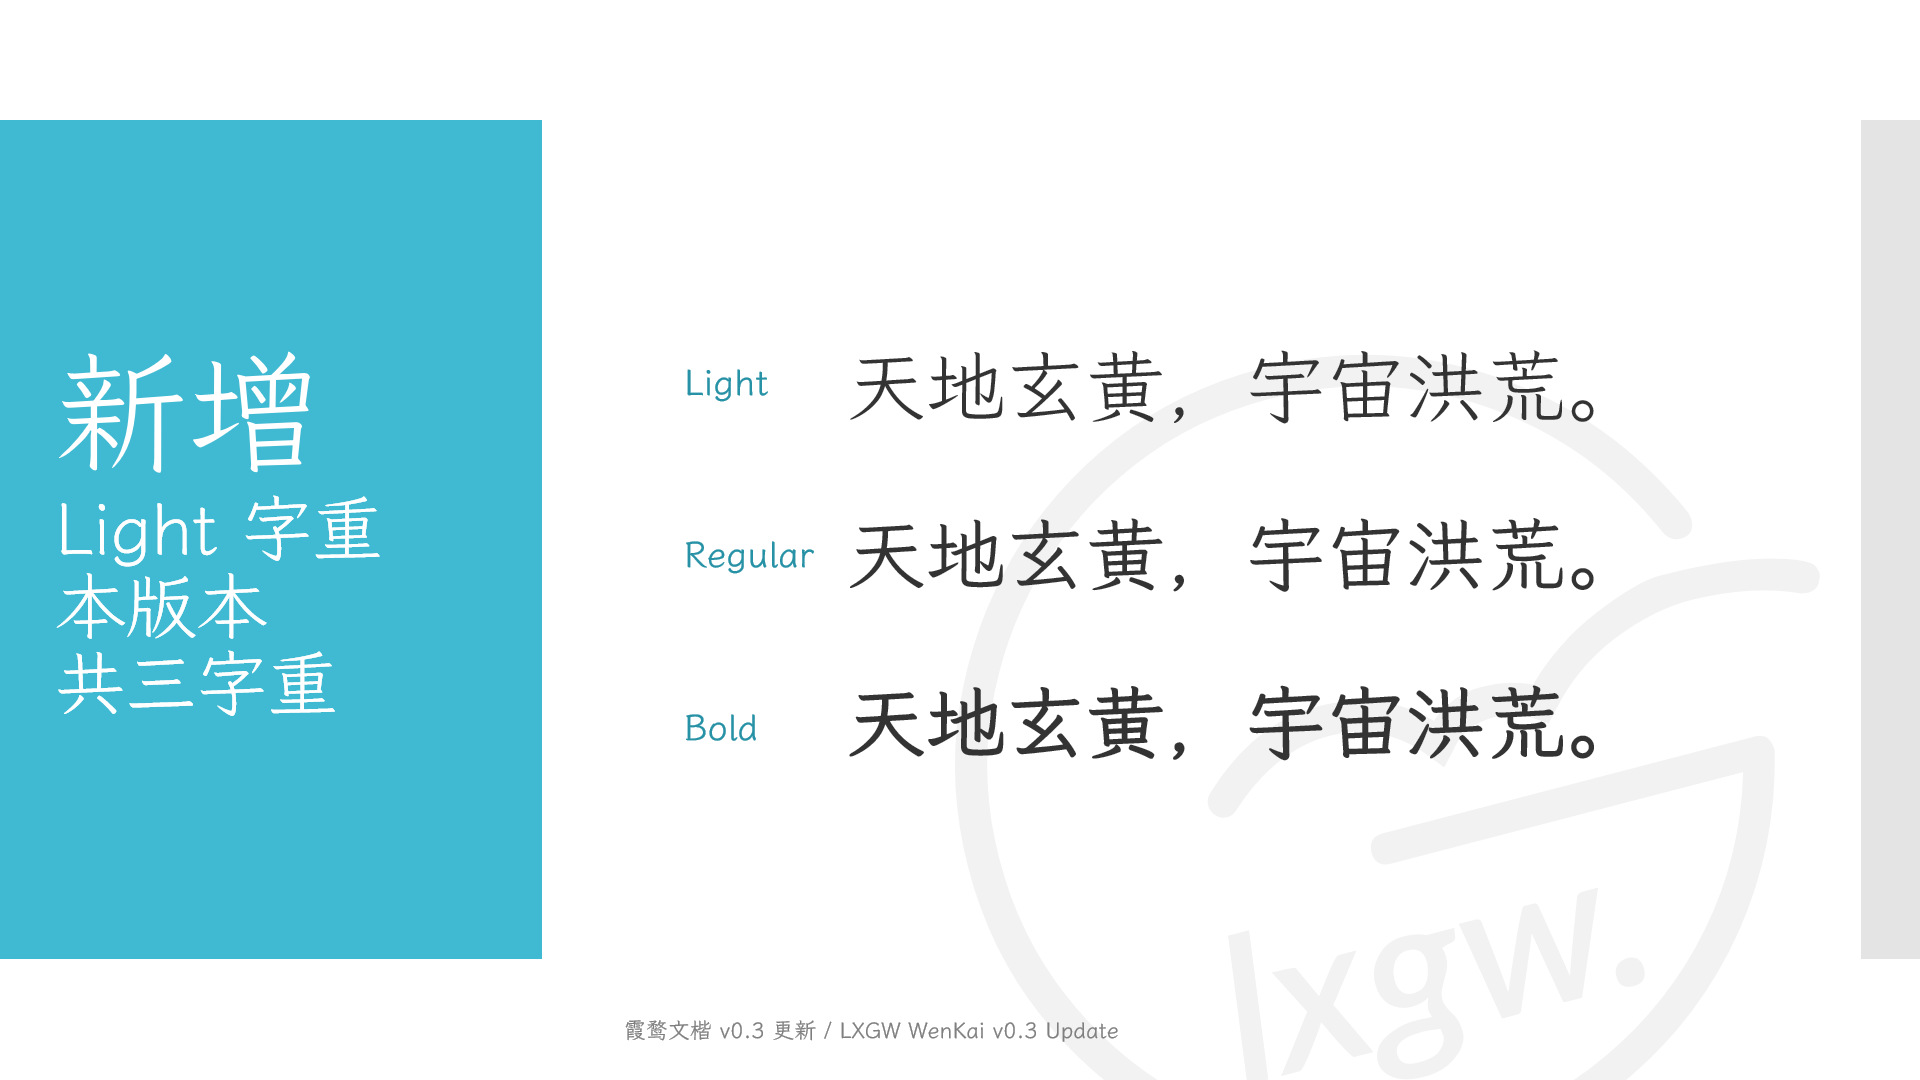 新增
Light 字重
本版本
共三字重
Light 天地玄黄，宇宙洪荒。
Regular 天地玄黄，宇宙洪荒。
Bold 天地玄黄，宇宙洪荒。
lxgw.
霞鹜文楷 v0.3 更新 / LXGW WenKai v0.3 Update